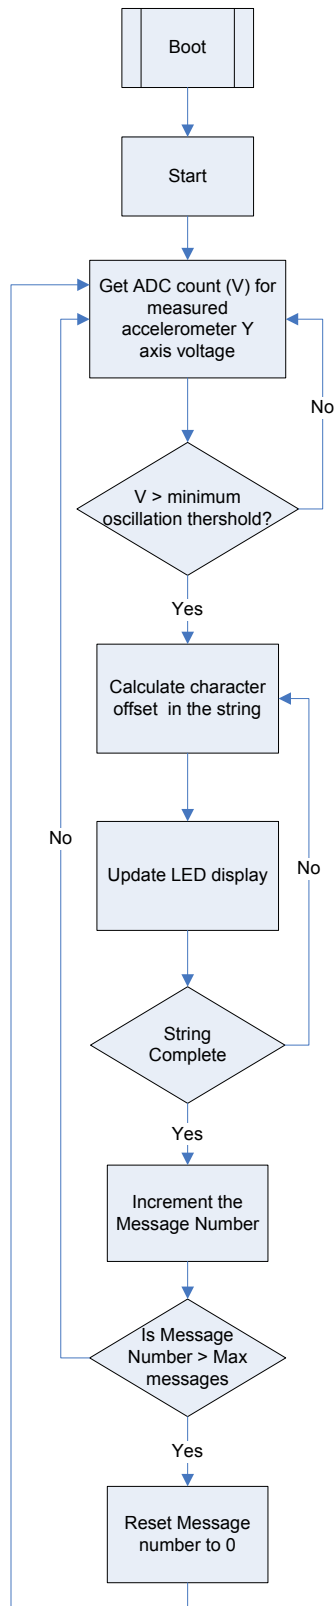 Boot
Start
Get ADC count (V) for
measured
accelerometer Y
axis voltage
No
V > minimum
oscillation thershold?
Yes
Calculate character
offset in the string
No
Update LED display
No
String
Complete
Yes
Increment the
Message Number
Is Message
Number > Max
messages
Yes
Reset Message
number to 0